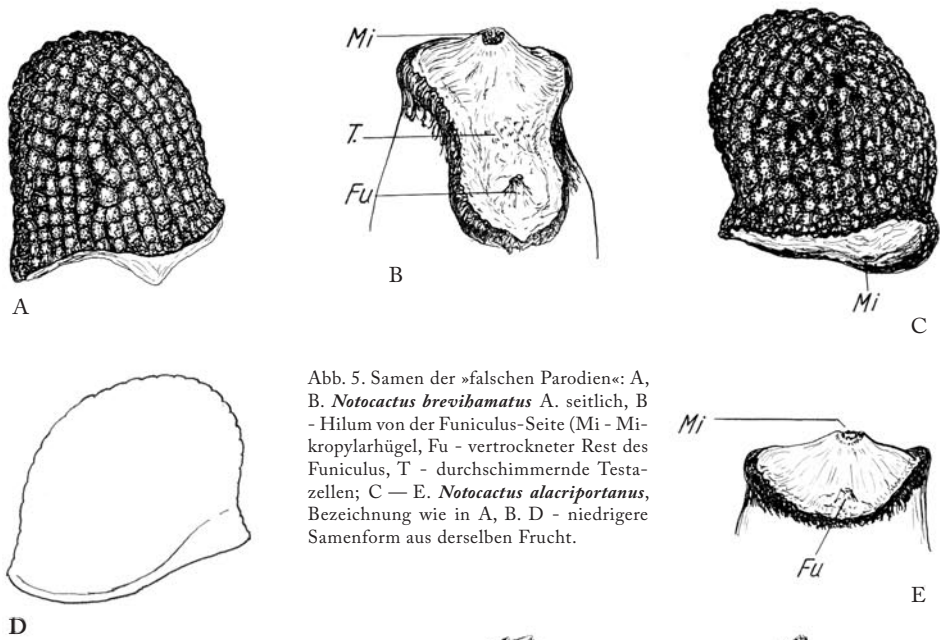 Mi
T.
Fu
A
B
Mi
C
Abb. 5. Samen der »falschen Parodien«: A,
B. Notocactus brevihamatus A. seitlich, B
- Hilum von der Funiculus-Seite (Mi - Mi-
kropylarhügel, Fu - vertrockneter Rest des
Funiculus, T - durchschimmernde Testa-
zellen; C — E. Notocactus alacriportanus,
Bezeichnung wie in A, B. D - niedrigere
Samenform aus derselben Frucht.
Mi
Fu
E
D